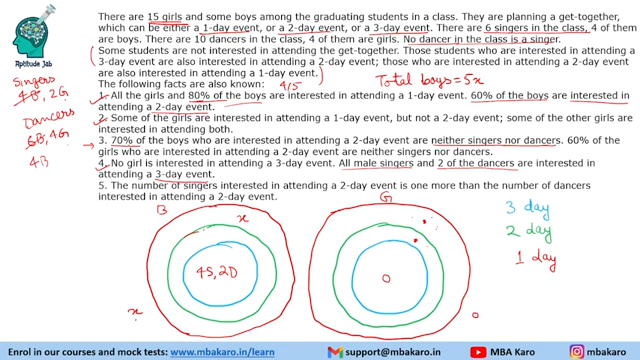 There are 15 girls and some boys among the graduating students in a class. They are planning a get-together,
which can be either a 1-day event, or a 2-day event, or a 3-day event. There are 6 singers in the class, 4 of them
are boys. There are 10 dancers in the class, 4 of them are girls. No dancer in the class is a singer.
Aptitude Jab
Some students are not interested in attending the get-together. Those students who are interested in attending a
3-day event are also interested in attending a 2-day event; those who are interested in attending a 2-day event
are also interested in attending a 1-day event.
Singers
4B, 2G
Dancers
6B, 4G
4B
The following facts are also known:
4/5
Total boys = 5x
1. All the girls and 80% of the boys are interested in attending a 1-day event. 60% of the boys are interested in
attending a 2-day event.
2. Some of the girls are interested in attending a 1-day event, but not a 2-day event; some of the other girls are
interested in attending both.
3. 70% of the boys who are interested in attending a 2-day event are neither singers nor dancers. 60% of the
girls who are interested in attending a 2-day event are neither singers nor dancers.
4. No girl is interested in attending a 3-day event. All male singers and 2 of the dancers are interested in
attending a 3-day event.
5. The number of singers interested in attending a 2-day event is one more than the number of dancers
interested in attending a 2-day event.
B
x
4S, 2D
x
G
0
0
3 day
2 day
1 day
Enrol in our courses and mock tests: www.mbakaro.in/learn
support@mbakaro.in
MBA Karo
MBA Karo